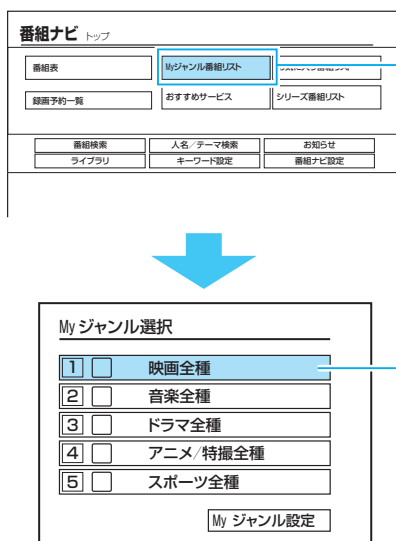 番組ナビ トップ
番組表 Myジャンル番組リスト
録画予約一覧 おすすめサービス シリーズ番組リスト
番組検索 人名/テーマ検索 お知らせ
ライブラリ キーワード設定 番組ナビ設定
My ジャンル選択
1 映画全種
2 音楽全種
3 ドラマ全種
4 アニメ/特撮全種
5 スポーツ全種
My ジャンル設定